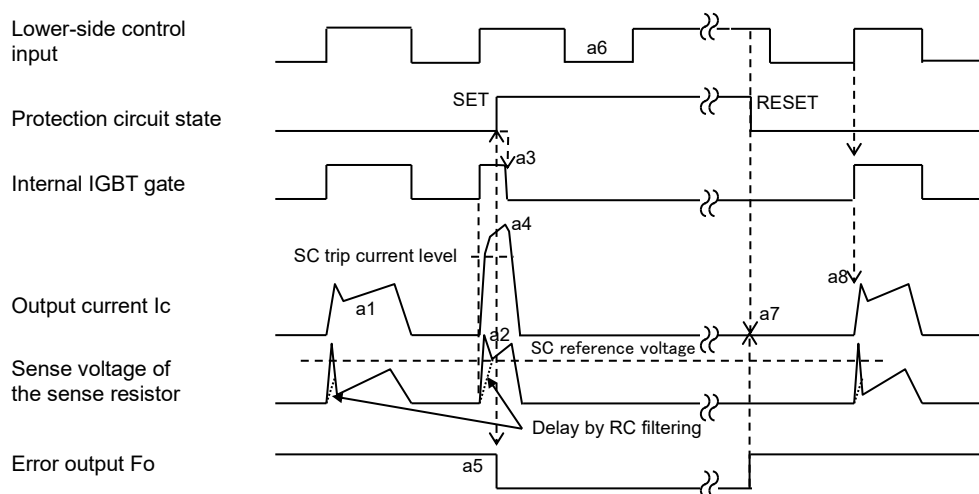 Lower-side control
input
a6
SET
RESET
Protection circuit state
a3
Internal IGBT gate
a4
SC trip current level
a8
Output current Ic
a1
a7
a2
SC reference voltage
Sense voltage of
the sense resistor
Delay by RC filtering
Error output Fo
a5